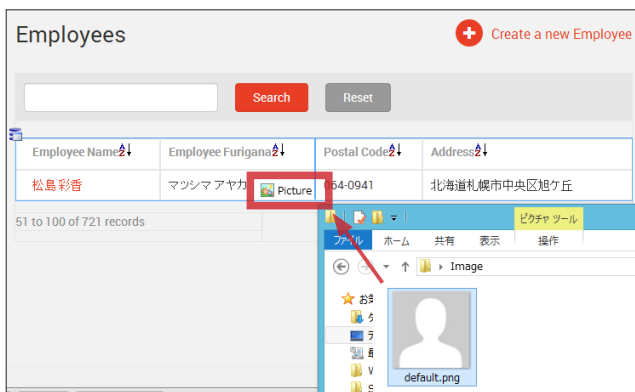 Employees
Create a new Employee
Search
Reset
Employee Name
Employee Furigana
Postal Code
Address
松島彩香
マツシマ アヤカ
064-0941
北海道札幌市中央区旭ケ丘
Picture
51 to 100 of 721 records
ピクチャ ツール
ファイル
ホーム
共有
表示
操作
Image
default.png